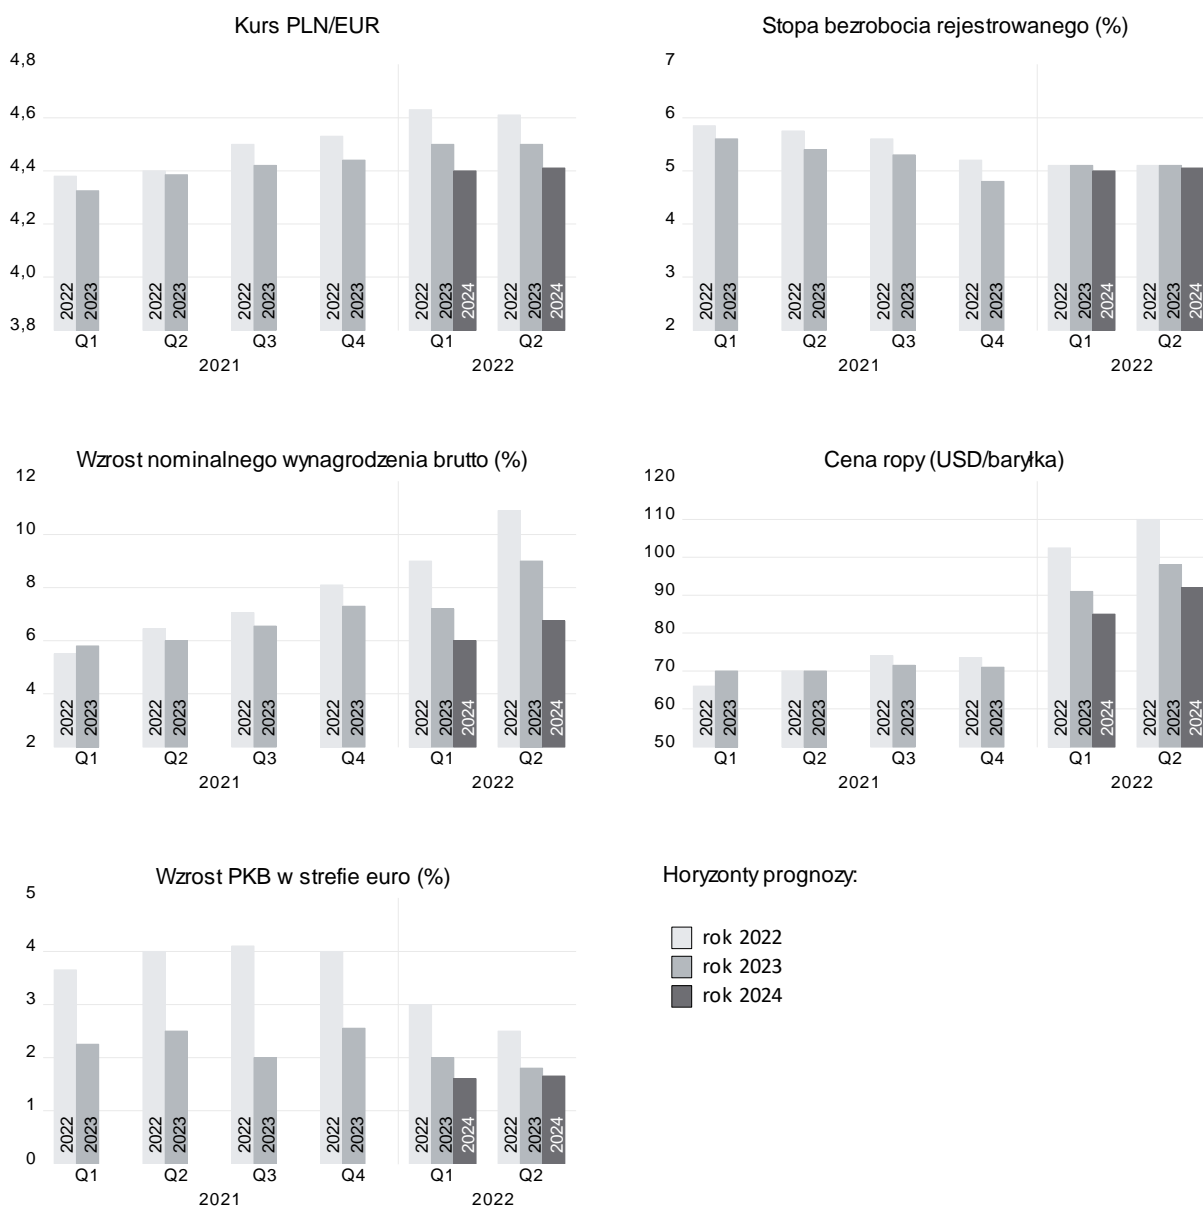 Kurs PLN/EUR
4,8
4,6
4,4
4,2
4,0
3,8
2022 2023 2022 2023 2022 2023 2022 2023 2022 2023 2024 2022 2023 2024
Q1 Q2 Q3 Q4 Q1 Q2
2021 2022
Stopa bezrobocia rejestrowanego (%)
7
6
5
4
3
2
2022 2023 2022 2023 2022 2023 2022 2023 2022 2023 2024 2022 2023 2024
Q1 Q2 Q3 Q4 Q1 Q2
2021 2022
Wzrost nominalnego wynagrodzenia brutto (%)
12
10
8
6
4
2
2022 2023 2022 2023 2022 2023 2022 2023 2022 2023 2024 2022 2023 2024
Q1 Q2 Q3 Q4 Q1 Q2
2021 2022
Cena ropy (USD/baryłka)
120
110
100
90
80
70
60
50
2022 2023 2022 2023 2022 2023 2022 2023 2022 2023 2024 2022 2023 2024
Q1 Q2 Q3 Q4 Q1 Q2
2021 2022
Wzrost PKB w strefie euro (%)
5
4
3
2
1
0
2022 2023 2022 2023 2022 2023 2022 2023 2022 2023 2024 2022 2023 2024
Q1 Q2 Q3 Q4 Q1 Q2
2021 2022
Horyzonty prognozy:
rok 2022
rok 2023
rok 2024